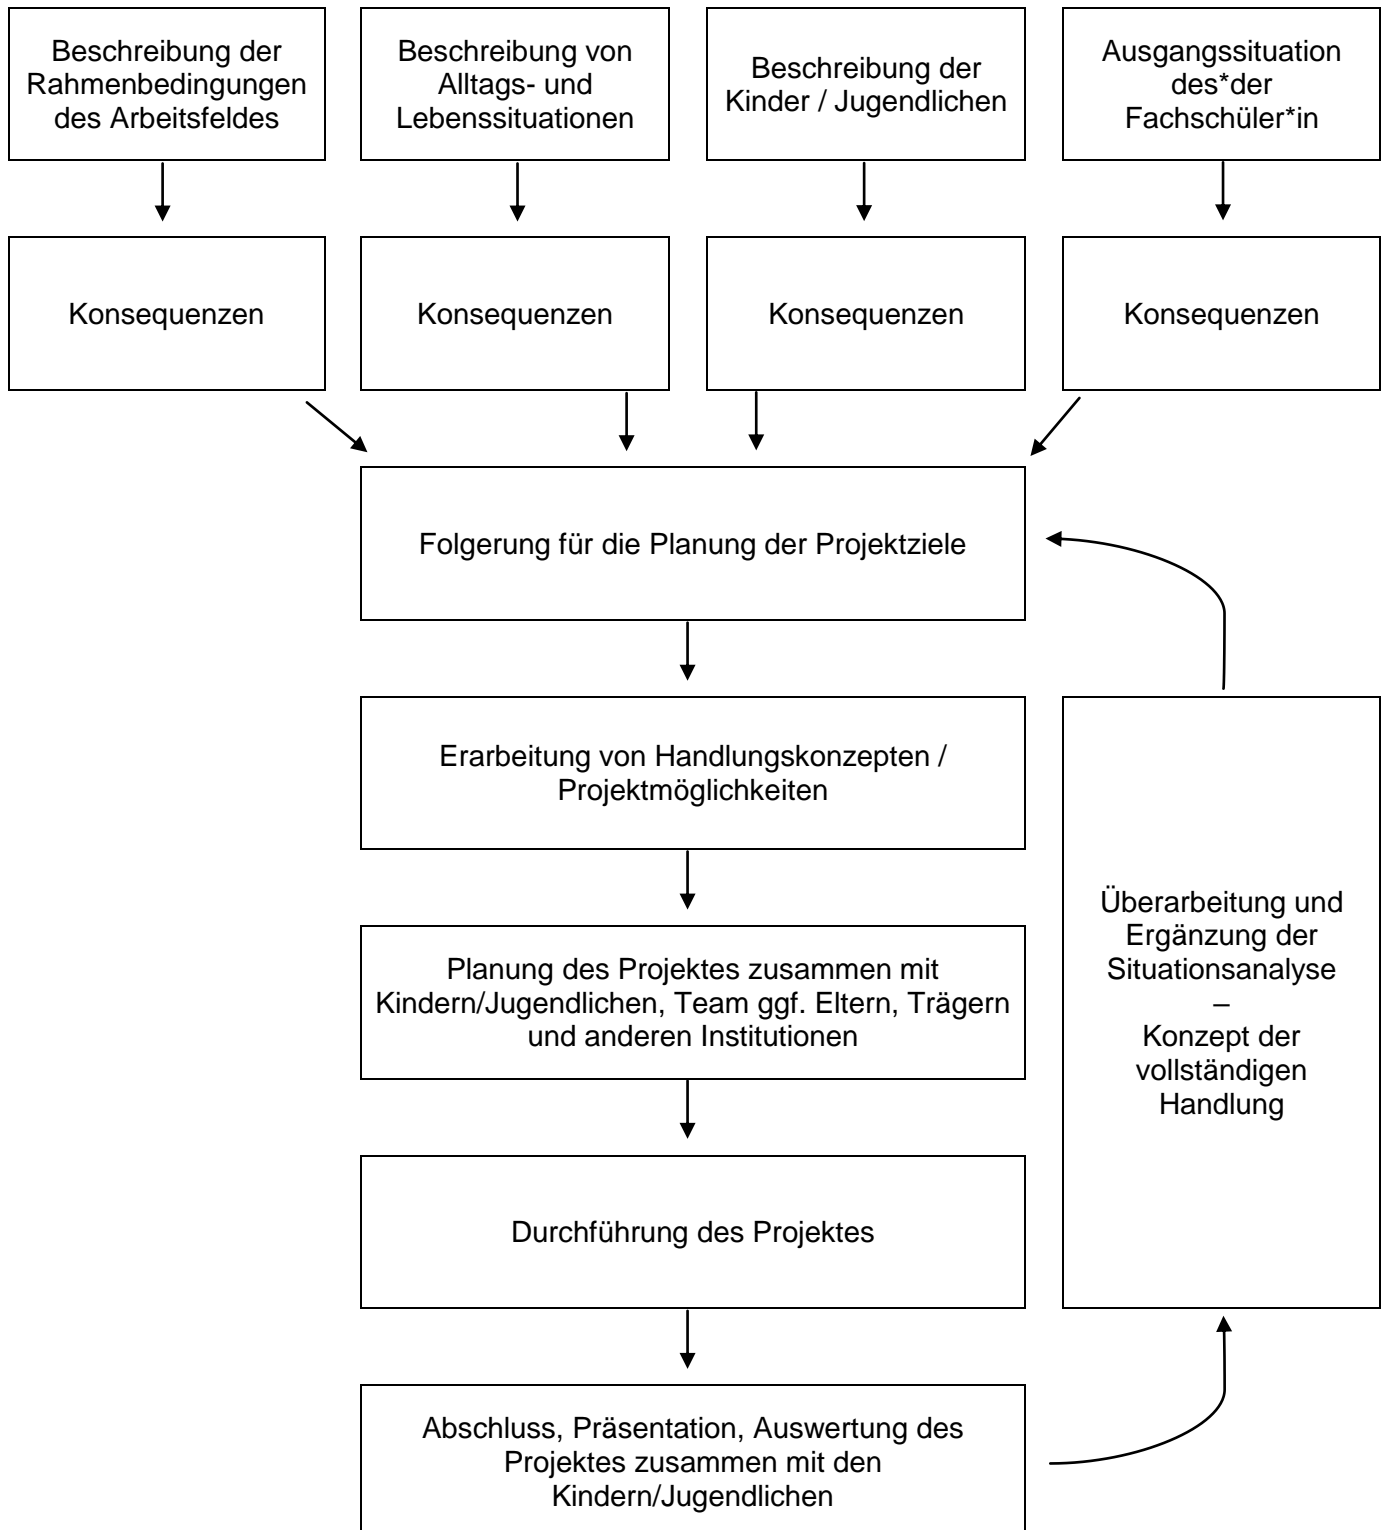 Beschreibung der
Rahmenbedingungen
des Arbeitsfeldes
Beschreibung von
Alltags- und
Lebenssituationen
Beschreibung der
Kinder / Jugendlichen
Ausgangssituation
des*der
Fachschüler*in
Konsequenzen
Konsequenzen
Konsequenzen
Konsequenzen
Folgerung für die Planung der Projektziele
Erarbeitung von Handlungskonzepten /
Projektmöglichkeiten
Planung des Projektes zusammen mit
Kindern/Jugendlichen, Team ggf. Eltern, Trägern
und anderen Institutionen
Durchführung des Projektes
Abschluss, Präsentation, Auswertung des
Projektes zusammen mit den
Kindern/Jugendlichen
Überarbeitung und
Ergänzung der
Situationsanalyse
–
Konzept der
vollständigen
Handlung